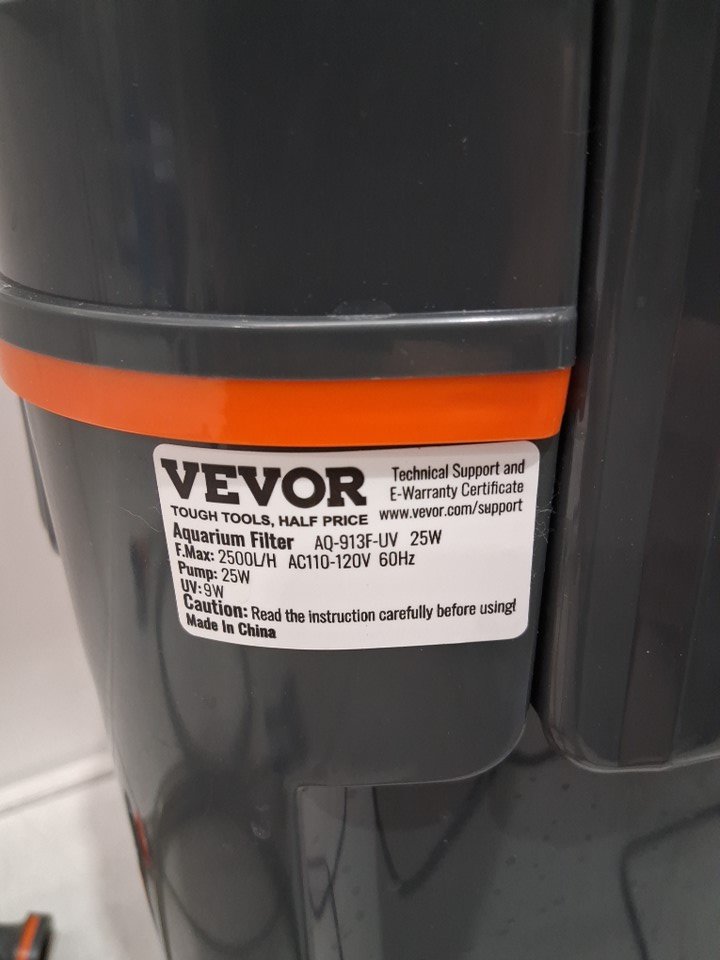 VEVOR
TOUGH TOOLS, HALF PRICE
Technical Support and
E-Warranty Certificate
www.vevor.com/support
Aquarium Filter AQ-913F-UV 25W
F.Max: 2500L/H AC110-120V 60Hz
Pump: 25W
UV: 9W
Caution: Read the instruction carefully before using!
Made In China